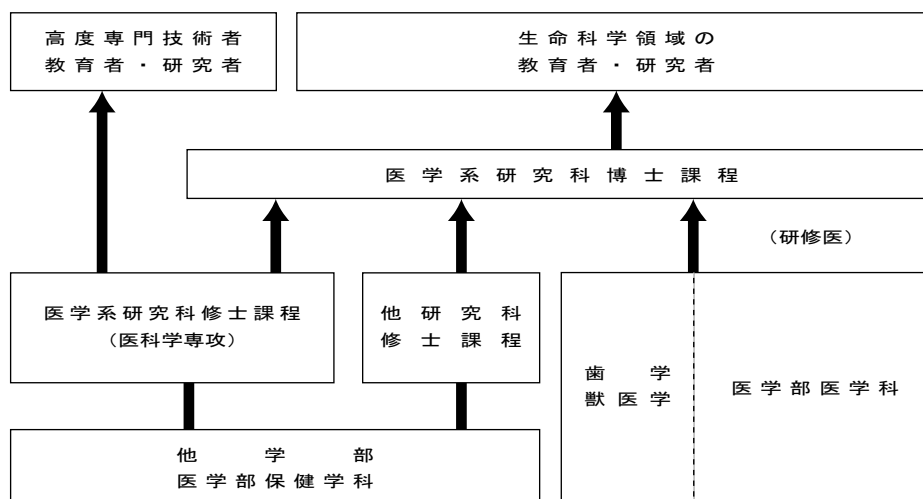 高度専門技術者
教育者・研究者
生命科学領域の
教育者・研究者
医学系研究科博士課程
（研修医）
医学系研究科修士課程
（医科学専攻）
他研究科
修士課程
歯学
獣医学
医学部医学科
他学部
医学部保健学科